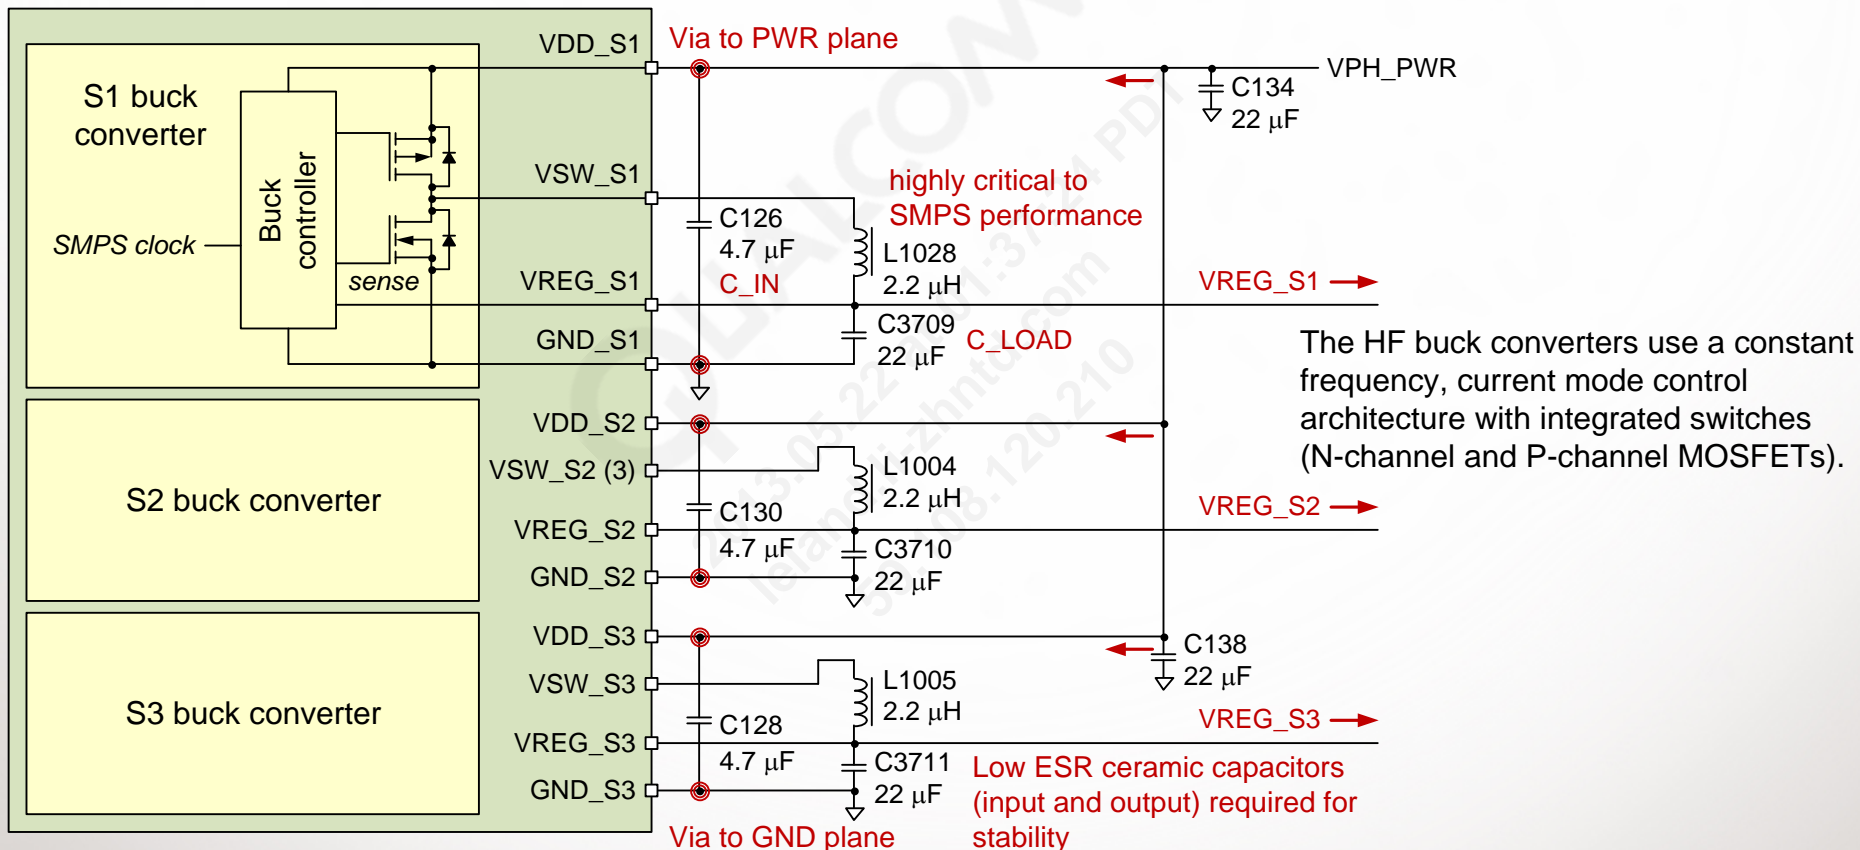 VDD_S1
Via to PWR plane
VPH_PWR
C134
22 μF
S1 buck
converter
Buck
controller
SMPS clock
sense
VSW_S1
highly critical to
SMPS performance
C126
4.7 μF
C_IN
L1028
2.2 μH
VREG_S1
VREG_S1
C3709
22 μF
C_LOAD
GND_S1
The HF buck converters use a constant
frequency, current mode control
architecture with integrated switches
(N-channel and P-channel MOSFETs).
S2 buck converter
VDD_S2
VSW_S2 (3)
L1004
2.2 μH
C130
4.7 μF
VREG_S2
VREG_S2
C3710
22 μF
GND_S2
S3 buck converter
VDD_S3
C138
22 μF
VSW_S3
L1005
2.2 μH
C128
4.7 μF
VREG_S3
VREG_S3
C3711
22 μF
GND_S3
Low ESR ceramic capacitors
(input and output) required for
stability
Via to GND plane
QUALCOMM